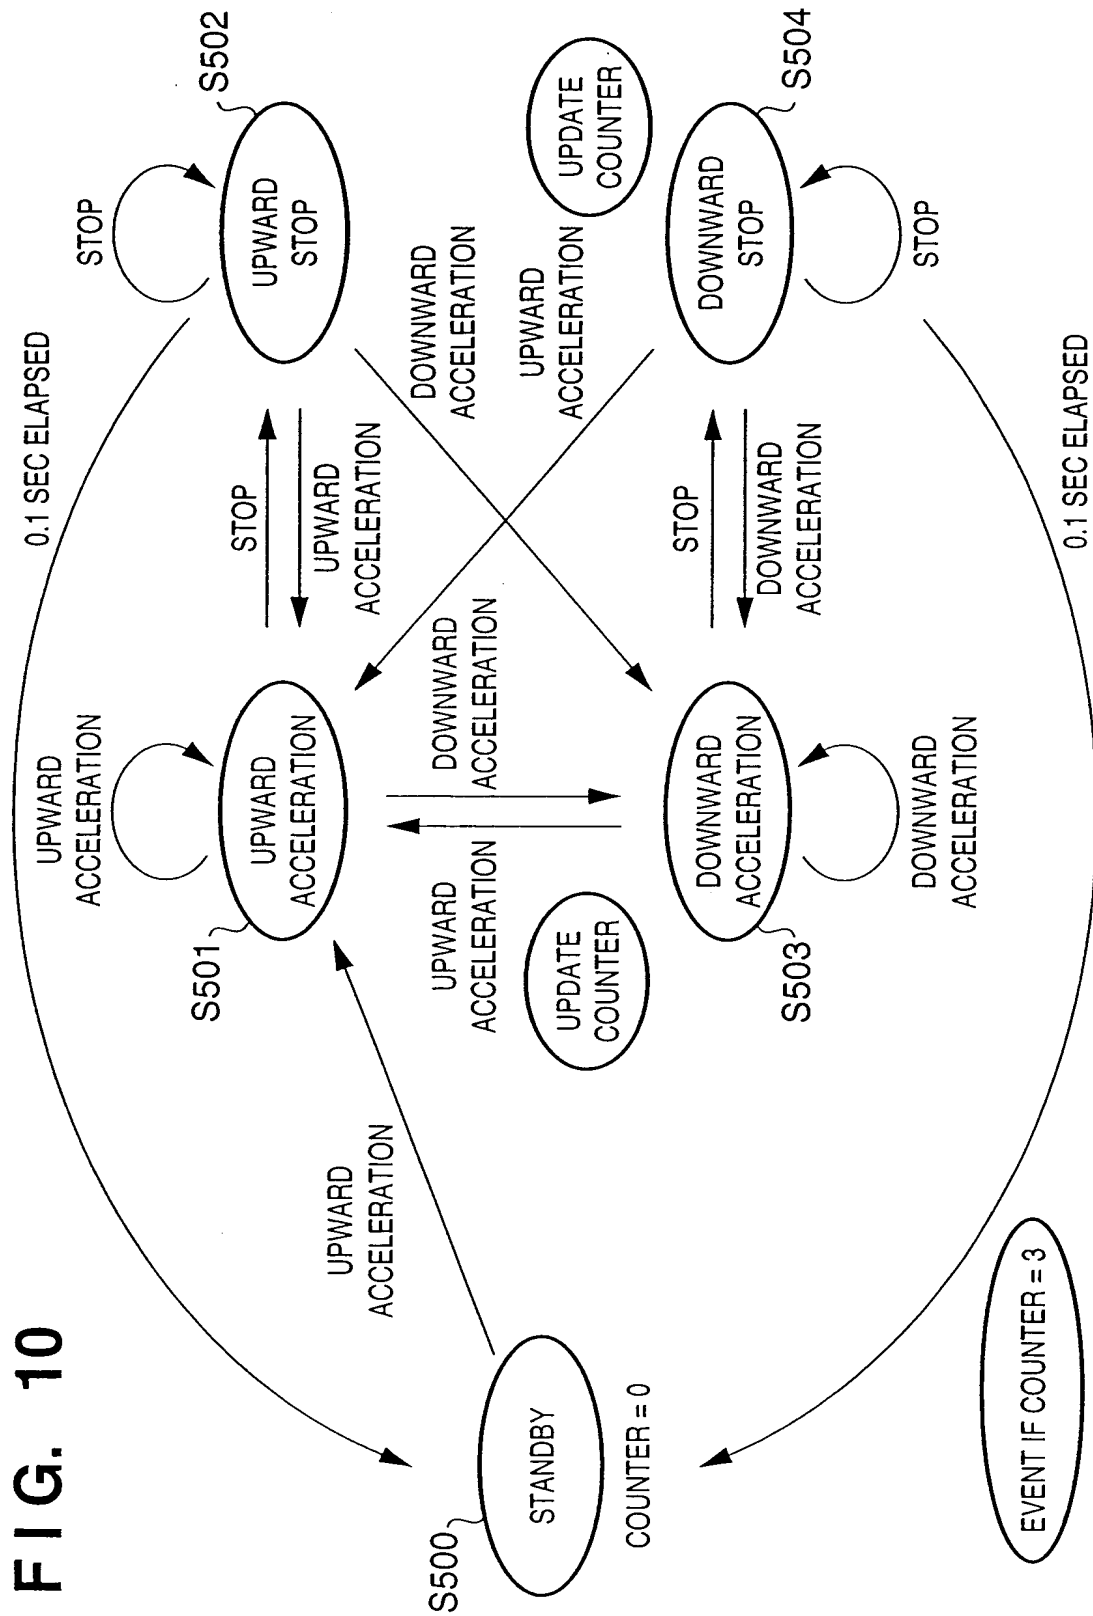 FIG. 10
0.1 SEC ELAPSED
UPWARD
ACCELERATION
STOP
S501
UPWARD
ACCELERATION
STOP
UPWARD
ACCELERATION
UPWARD
STOP
S502
UPWARD
ACCELERATION
DOWNWARD
ACCELERATION
DOWNWARD
ACCELERATION
S500
STANDBY
COUNTER = 0
UPWARD
ACCELERATION
UPDATE
COUNTER
UPWARD
ACCELERATION
UPDATE
COUNTER
S503
DOWNWARD
ACCELERATION
STOP
DOWNWARD
ACCELERATION
DOWNWARD
STOP
S504
DOWNWARD
ACCELERATION
STOP
EVENT IF COUNTER = 3
0.1 SEC ELAPSED